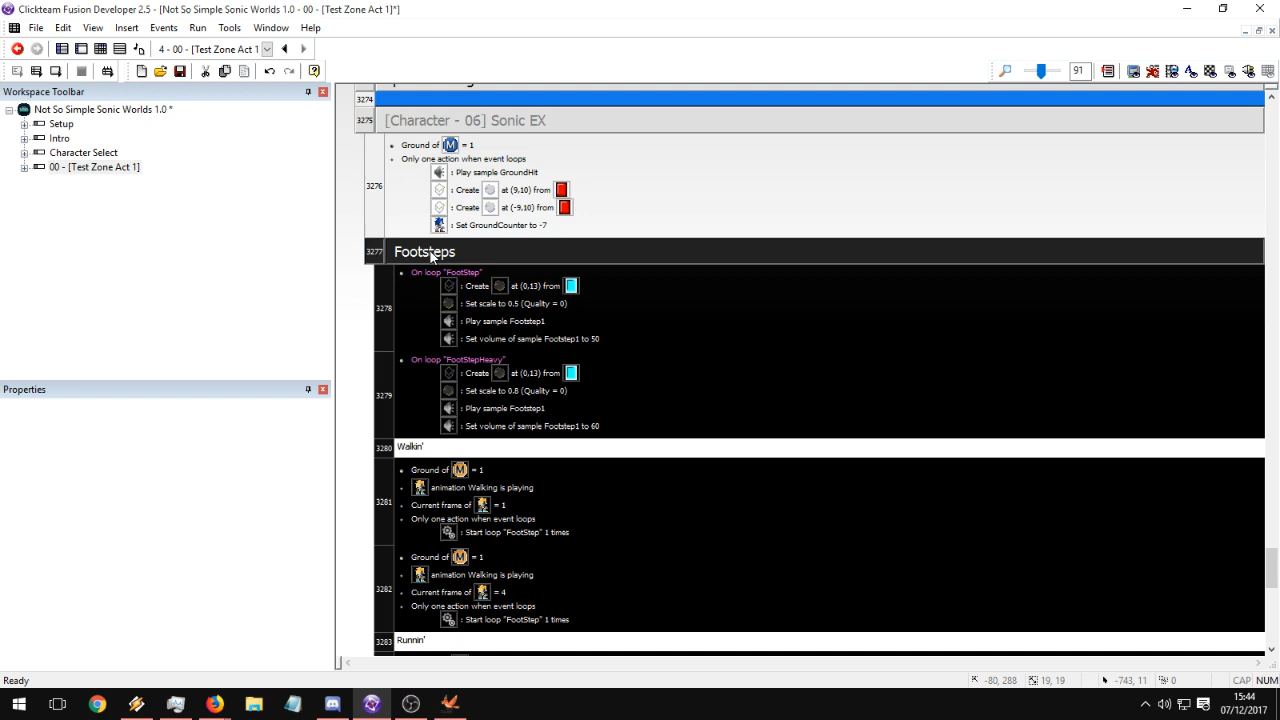 Clickteam Fusion Developer 2.5 - [Not So Simple Sonic Worlds 1.0 - 00 - [Test Zone Act 1]*]
File Edit View Insert Events Run Tools Window Help
4 - 00 - [Test Zone Act 1
91
Workspace Toolbar
Not So Simple Sonic Worlds 1.0 *
Setup
Intro
Character Select
00 - [Test Zone Act 1]
Properties
3274
3275 [Character - 06] Sonic EX
3276
Ground of = 1
Only one action when event loops
: Play sample GroundHit
: Create at (9,10) from
: Create at (-9,10) from
: Set GroundCounter to -7
3277 Footsteps
3278
On loop "FootStep"
: Create at (0,13) from
: Set scale to 0.5 (Quality = 0)
: Play sample Footstep1
: Set volume of sample Footstep1 to 50
3279
On loop "FootStepHeavy"
: Create at (0,13) from
: Set scale to 0.8 (Quality = 0)
: Play sample Footstep1
: Set volume of sample Footstep1 to 60
3280 Walkin'
3281
Ground of = 1
animation Walking is playing
Current frame of = 1
Only one action when event loops
: Start loop "FootStep" 1 times
3282
Ground of = 1
animation Walking is playing
Current frame of = 4
Only one action when event loops
: Start loop "FootStep" 1 times
3283 Runnin'
Ready
-80, 288 19, 19 -743, 11 0 CAP NUM
15:44
07/12/2017